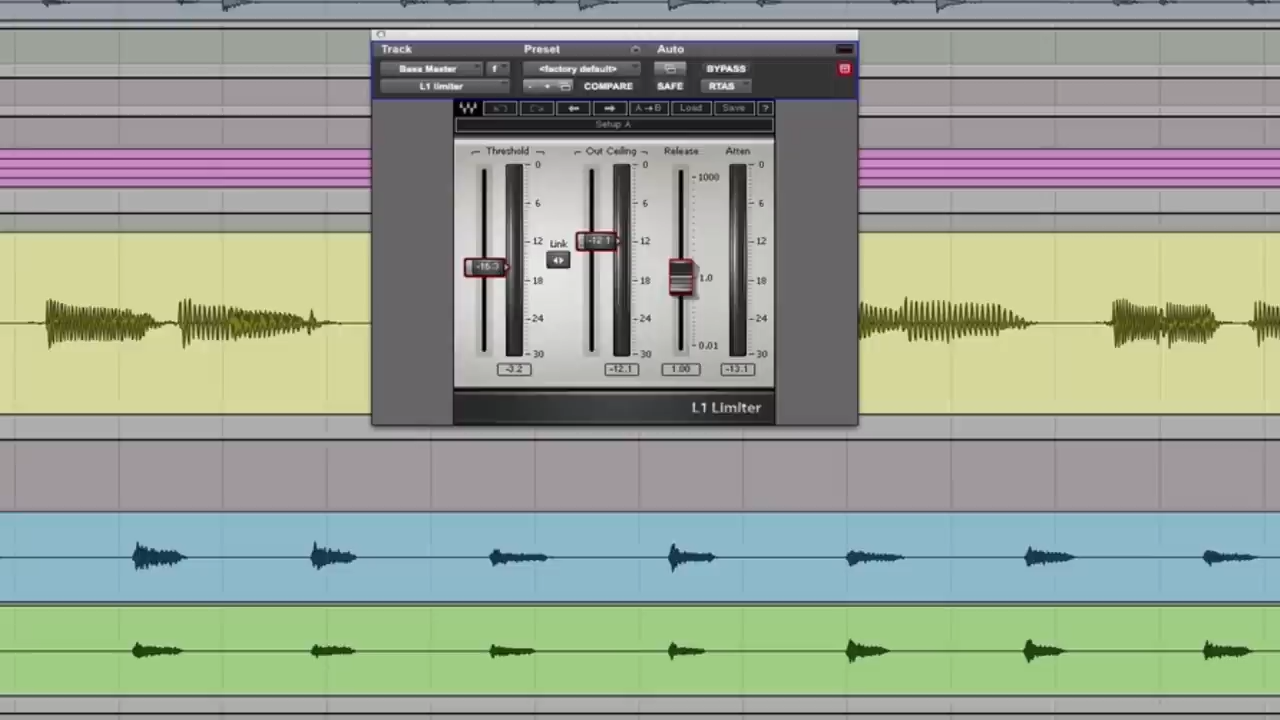 Track Preset Auto
Bass Master f <factory default> BYPASS
L1 limiter - + COMPARE SAFE RTAS
A→B Load Save ?
Setup A
Threshold Out Ceiling Release Atten
0 0 1000 0
6 6 6
Link
12 -12.1 12 12
18 18 1.0 18
24 24 24
30 30 0.01 30
-3.2 -12.1 1.00 -13.1
L1 Limiter